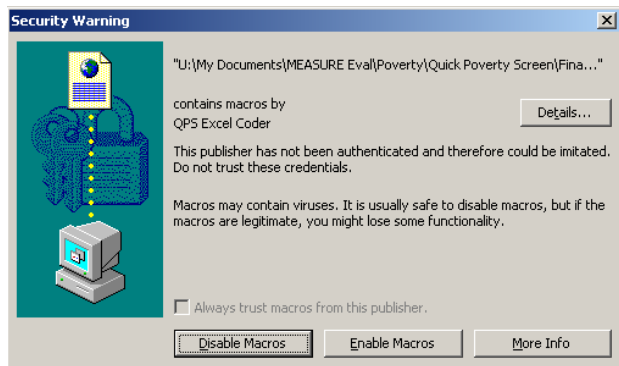 Security Warning
"U:\My Documents\MEASURE Eval\Poverty\Quick Poverty Screen\Fina..."
contains macros by
QPS Excel Coder
Details...
This publisher has not been authenticated and therefore could be imitated.
Do not trust these credentials.
Macros may contain viruses. It is usually safe to disable macros, but if the
macros are legitimate, you might lose some functionality.
Always trust macros from this publisher.
Disable Macros
Enable Macros
More Info